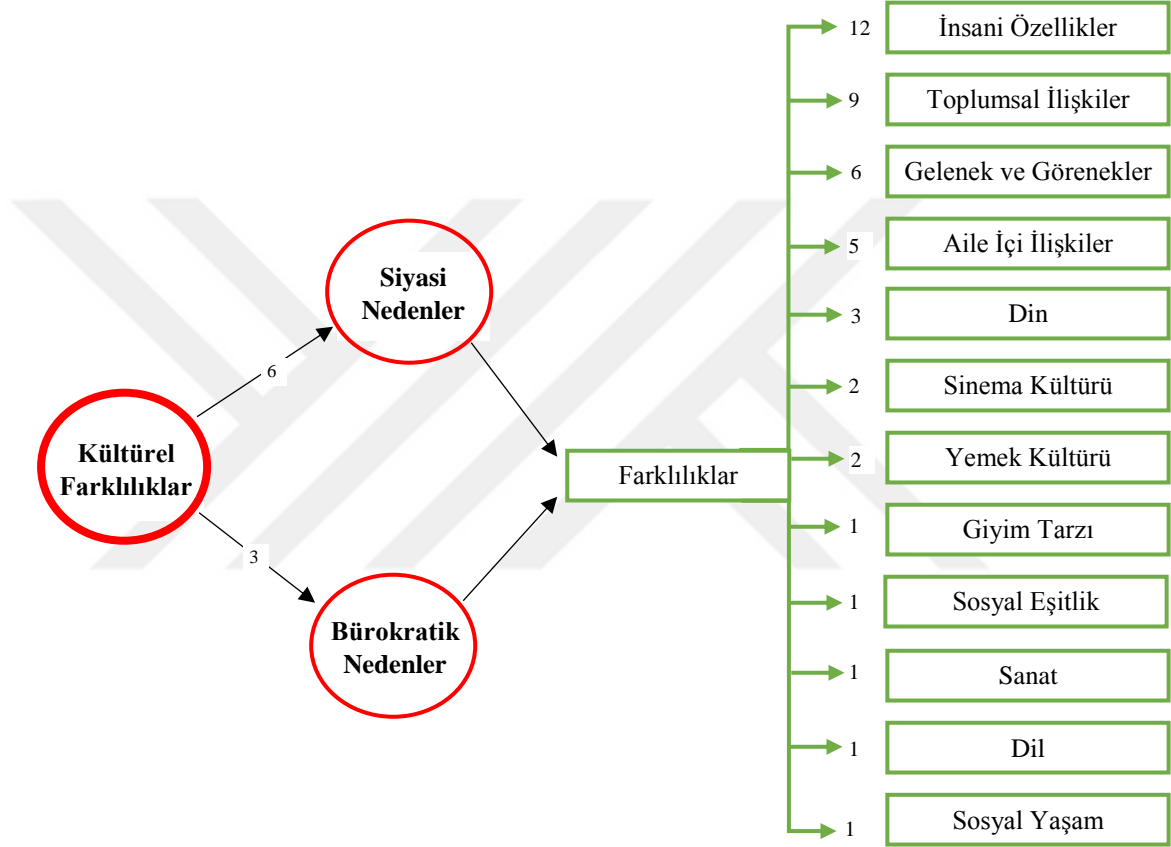 Kültürel
Farklılıklar
6
3
Siyasi
Nedenler
Bürokratik
Nedenler
Farklılıklar
12 İnsani Özellikler
9 Toplumsal İlişkiler
6 Gelenek ve Görenekler
5 Aile İçi İlişkiler
3 Din
2 Sinema Kültürü
2 Yemek Kültürü
1 Giyim Tarzı
1 Sosyal Eşitlik
1 Sanat
1 Dil
1 Sosyal Yaşam